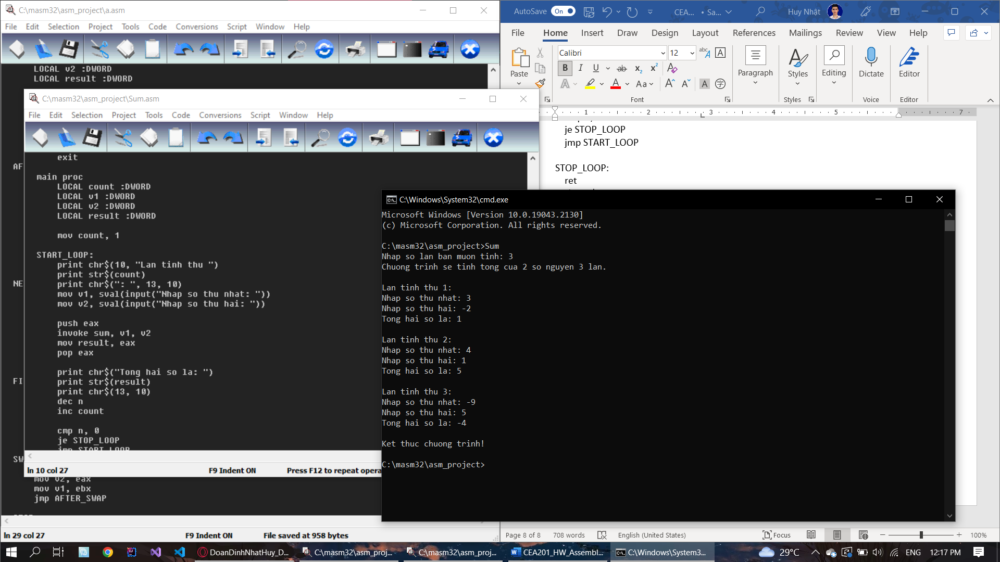 C:\masm32\asm_project\a.asm
File Edit Selection Project Tools Code Conversions Script Window Help
LOCAL v2 :DWORD
LOCAL result :DWORD
C:\masm32\asm_project\Sum.asm
File Edit Selection Project Tools Code Conversions Script Window Help
exit
AF
main proc
LOCAL count :DWORD
LOCAL v1 :DWORD
LOCAL v2 :DWORD
LOCAL result :DWORD
mov count, 1
START_LOOP:
print chr$(10, "Lan tinh thu ")
print str$(count)
NE
print chr$(": ", 13, 10)
mov v1, sval(input("Nhap so thu nhat: "))
mov v2, sval(input("Nhap so thu hai: "))
push eax
invoke sum, v1, v2
mov result, eax
pop eax
print chr$("Tong hai so la: ")
FI
print str$(result)
print chr$(13, 10)
dec n
inc count
cmp n, 0
je STOP_LOOP
jmp START_LOOP
SW
ln 10 col 27 F9 Indent ON Press F12 to repeat opera
mov v2, eax
mov v1, ebx
jmp AFTER_SWAP
ln 29 col 27 F9 Indent ON File saved at 958 bytes
AutoSave On CEA... • Sa... Huy Nhật
File Home Insert Draw Design Layout References Mailings Review View Help
Paste
Calibri 12
B I U ab x2 x2
A A A Aa A A A 字
Font
Paragraph
Styles
Styles
Editing
Dictate
Voice
Editor
Editor
1 2 3 4 5 7
je STOP_LOOP
jmp START_LOOP
STOP_LOOP:
ret
C:\Windows\System32\cmd.exe
Microsoft Windows [Version 10.0.19043.2130]
(c) Microsoft Corporation. All rights reserved.
C:\masm32\asm_project>Sum
Nhap so lan ban muon tinh: 3
Chuong trinh se tinh tong cua 2 so nguyen 3 lan.
Lan tinh thu 1:
Nhap so thu nhat: 3
Nhap so thu hai: -2
Tong hai so la: 1
Lan tinh thu 2:
Nhap so thu nhat: 4
Nhap so thu hai: 1
Tong hai so la: 5
Lan tinh thu 3:
Nhap so thu nhat: -9
Nhap so thu hai: 5
Tong hai so la: -4
Ket thuc chuong trinh!
C:\masm32\asm_project>
Page 8 of 8 708 words English (United States) Focus 100%
DoanDinhNhatHuy_D... C:\masm32\asm_proj... C:\masm32\asm_proj... CEA201_HW_Assembl... C:\Windows\System3... 29°C ENG 12:17 PM